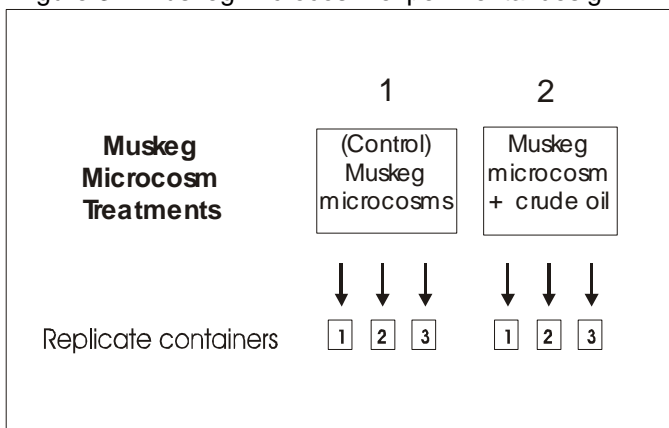 1 2
Muskeg
Microcosm
Treatments
(Control)
Muskeg
microcosms
Muskeg
microcosm
+ crude oil
Replicate containers 1 2 3 1 2 3